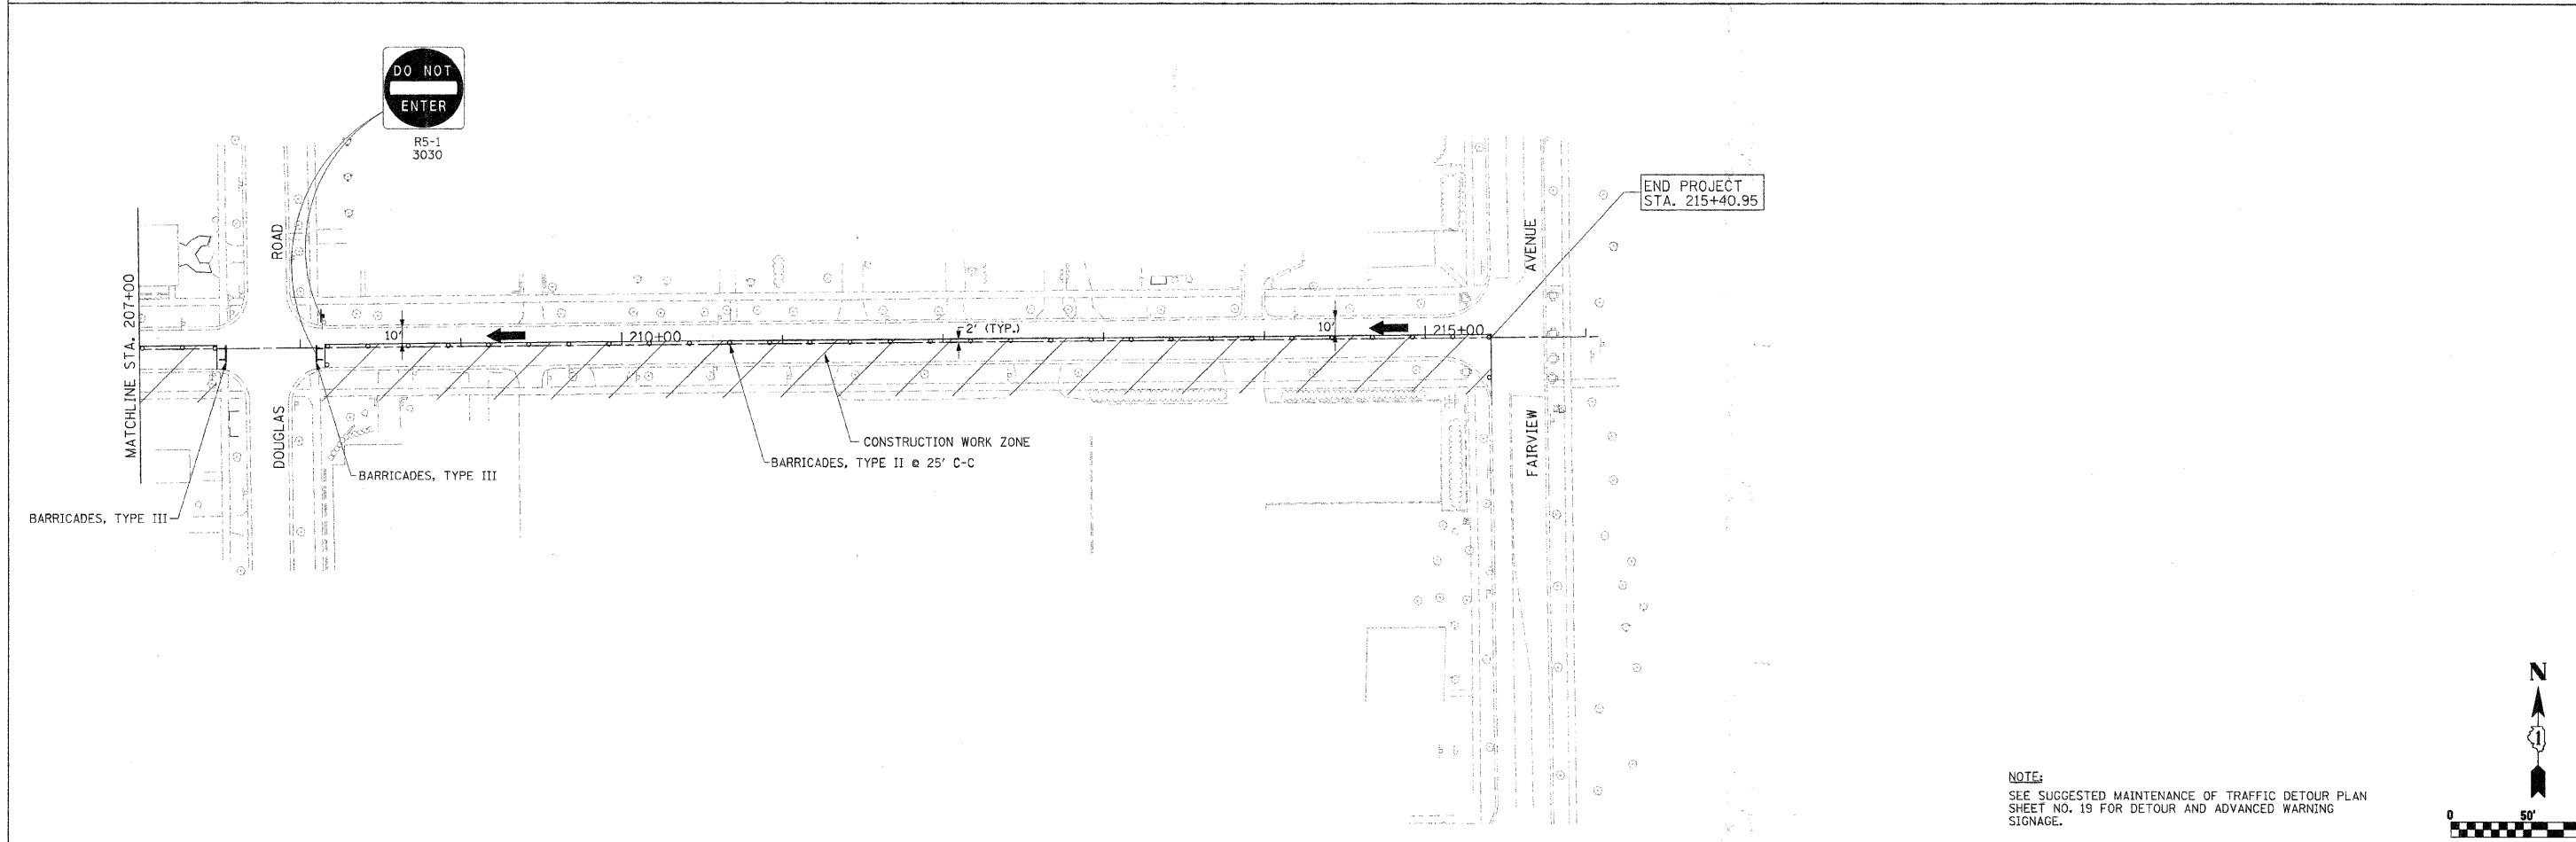 DO NOT
ENTER
R5-1
3030
END PROJECT
STA. 215+40.95
ROAD
AVENUE
MATCHLINE STA. 207+00
10'
210+00
2' (TYP.)
10'
215+00
DOUGLAS
FAIRVIEW
CONSTRUCTION WORK ZONE
BARRICADES, TYPE II @ 25' C-C
BARRICADES, TYPE III
BARRICADES, TYPE III
N
1
NOTE:
SEE SUGGESTED MAINTENANCE OF TRAFFIC DETOUR PLAN
SHEET NO. 19 FOR DETOUR AND ADVANCED WARNING
SIGNAGE.
0 50'